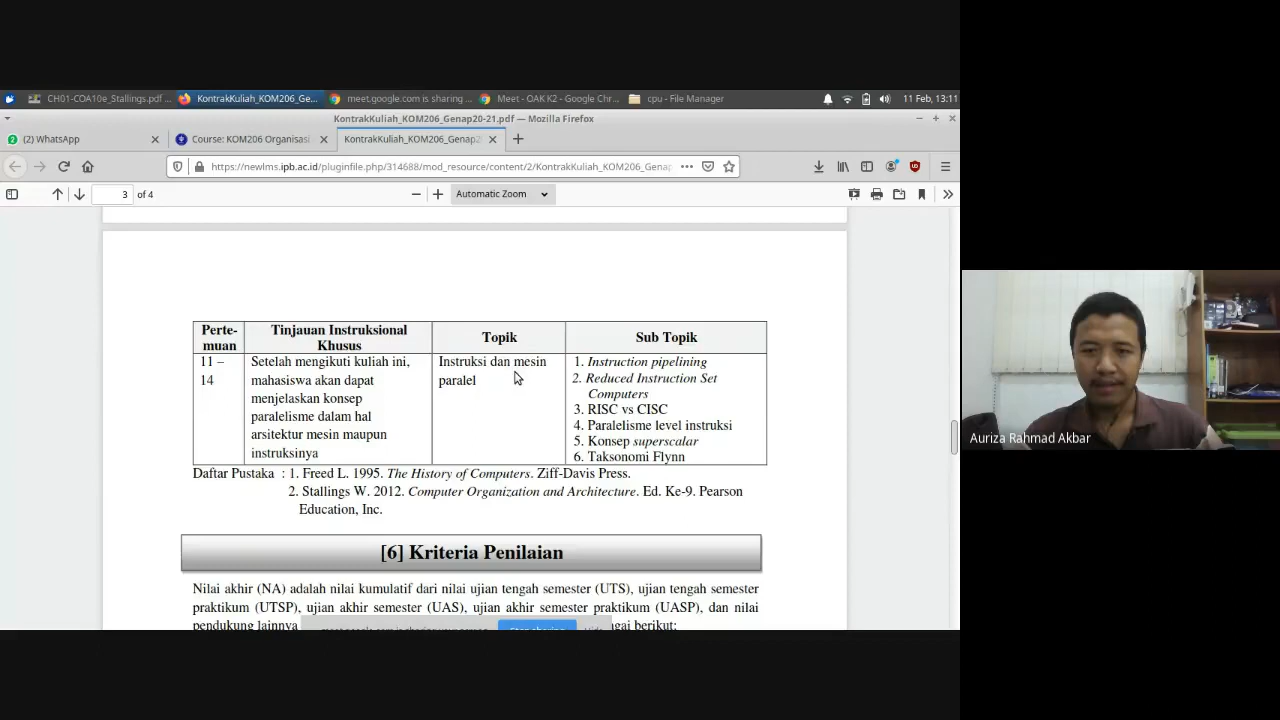 CH01-COA10e_Stallings.pdf ...
KontrakKuliah_KOM206_Ge...
meet.google.com is sharing ...
Meet - OAK K2 - Google Chr...
cpu - File Manager
11 Feb, 13:11
KontrakKuliah_KOM206_Genap20-21.pdf — Mozilla Firefox
(2) WhatsApp
Course: KOM206 Organisasi
KontrakKuliah_KOM206_Genap2
https://newlms.ipb.ac.id/pluginfile.php/314688/mod_resource/content/2/KontrakKuliah_KOM206_Genap
3 of 4
Automatic Zoom
Perte-
muan
Tinjauan Instruksional
Khusus
Topik
Sub Topik
11 –
14
Setelah mengikuti kuliah ini,
mahasiswa akan dapat
menjelaskan konsep
paralelisme dalam hal
arsitektur mesin maupun
instruksinya
Instruksi dan mesin
paralel
1. Instruction pipelining
2. Reduced Instruction Set
Computers
3. RISC vs CISC
4. Paralelisme level instruksi
5. Konsep superscalar
6. Taksonomi Flynn
Daftar Pustaka : 1. Freed L. 1995. The History of Computers. Ziff-Davis Press.
2. Stallings W. 2012. Computer Organization and Architecture. Ed. Ke-9. Pearson
Education, Inc.
[6] Kriteria Penilaian
Nilai akhir (NA) adalah nilai kumulatif dari nilai ujian tengah semester (UTS), ujian tengah semester
praktikum (UTSP), ujian akhir semester (UAS), ujian akhir semester praktikum (UASP), dan nilai
pendukung lainnya
Auriza Rahmad Akbar